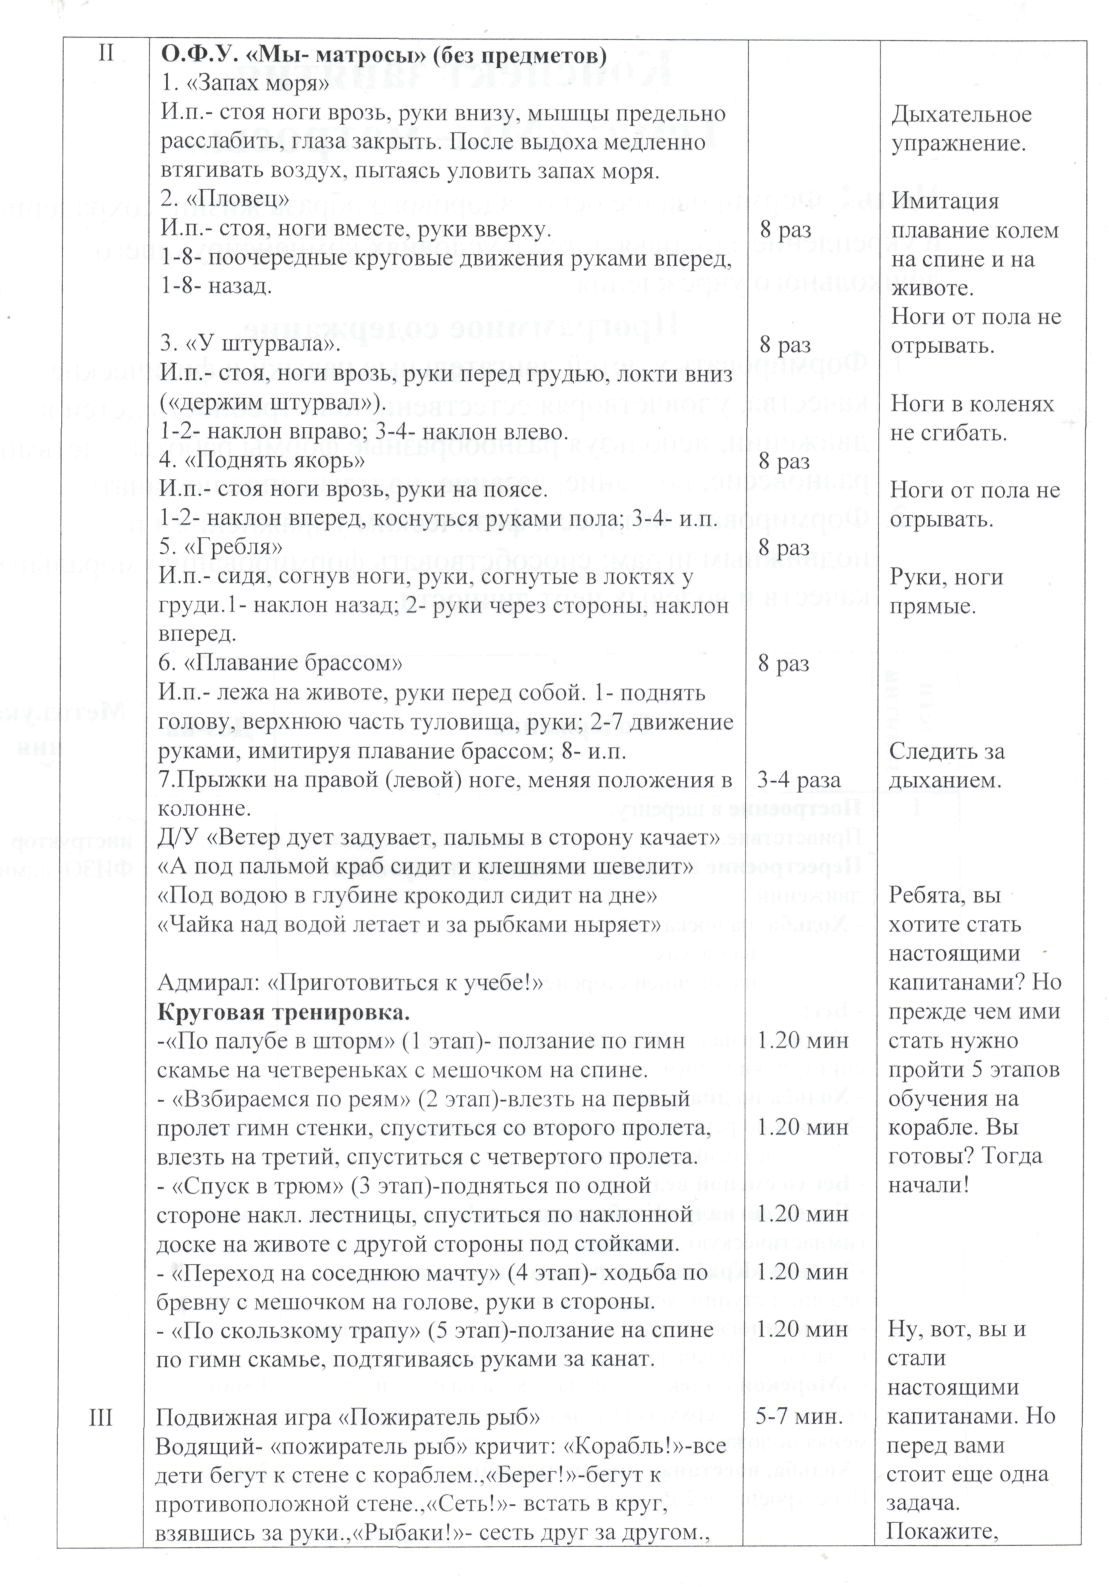 II
О.Ф.У. «Мы- матросы» (без предметов)
1. «Запах моря»
И.п.- стоя ноги врозь, руки внизу, мышцы предельно
расслабить, глаза закрыть. После выдоха медленно
втягивать воздух, пытаясь уловить запах моря.
2. «Пловец»
И.п.- стоя, ноги вместе, руки вверху.
1-8- поочередные круговые движения руками вперед,
1-8- назад.
3. «У штурвала».
И.п.- стоя, ноги врозь, руки перед грудью, локти вниз
(«держим штурвал»).
1-2- наклон вправо; 3-4- наклон влево.
4. «Поднять якорь»
И.п.- стоя ноги врозь, руки на поясе.
1-2- наклон вперед, коснуться руками пола; 3-4- и.п.
5. «Гребля»
И.п.- сидя, согнув ноги, руки, согнутые в локтях у
груди.1- наклон назад; 2- руки через стороны, наклон
вперед.
6. «Плавание брассом»
И.п.- лежа на животе, руки перед собой. 1- поднять
голову, верхнюю часть туловища, руки; 2-7 движение
руками, имитируя плавание брассом; 8- и.п.
7.Прыжки на правой (левой) ноге, меняя положения в
колонне.
Д/У «Ветер дует задувает, пальмы в сторону качает»
«А под пальмой краб сидит и клешнями шевелит»
«Под водою в глубине крокодил сидит на дне»
«Чайка над водой летает и за рыбками ныряет»
Адмирал: «Приготовиться к учебе!»
Круговая тренировка.
-«По палубе в шторм» (1 этап)- ползание по гимн
скамье на четвереньках с мешочком на спине.
- «Взбираемся по реям» (2 этап)-влезть на первый
пролет гимн стенки, спуститься со второго пролета,
влезть на третий, спуститься с четвертого пролета.
- «Спуск в трюм» (3 этап)-подняться по одной
стороне накл. лестницы, спуститься по наклонной
доске на животе с другой стороны под стойками.
- «Переход на соседнюю мачту» (4 этап)- ходьба по
бревну с мешочком на голове, руки в стороны.
- «По скользкому трапу» (5 этап)-ползание на спине
по гимн скамье, подтягиваясь руками за канат.
8 раз
8 раз
8 раз
8 раз
8 раз
3-4 раза
1.20 мин
1.20 мин
1.20 мин
1.20 мин
1.20 мин
Дыхательное
упражнение.
Имитация
плавание колем
на спине и на
животе.
Ноги от пола не
отрывать.
Ноги в коленях
не сгибать.
Ноги от пола не
отрывать.
Руки, ноги
прямые.
Следить за
дыханием.
Ребята, вы
хотите стать
настоящими
капитанами? Но
прежде чем ими
стать нужно
пройти 5 этапов
обучения на
корабле. Вы
готовы? Тогда
начали!
III
Подвижная игра «Пожиратель рыб»
Водящий- «пожиратель рыб» кричит: «Корабль!»-все
дети бегут к стене с кораблем.,«Берег!»-бегут к
противоположной стене.,«Сеть!»- встать в круг,
взявшись за руки.,«Рыбаки!»- сесть друг за другом.,
5-7 мин.
Ну, вот, вы и
стали
настоящими
капитанами. Но
перед вами
стоит еще одна
задача.
Покажите,